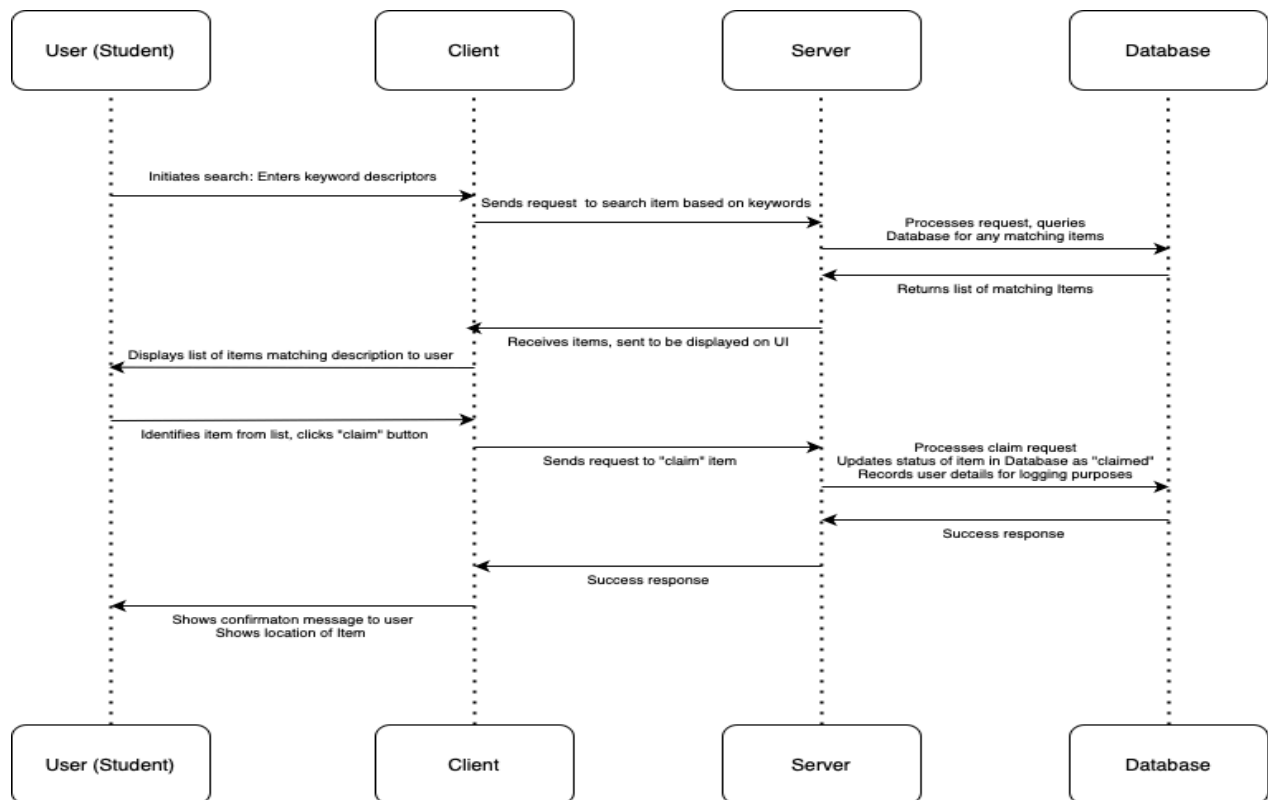 User (Student)
Client
Server
Database
Initiates search: Enters keyword descriptors
Sends request to search item based on keywords
Processes request, queries
Database for any matching items
Returns list of matching Items
Receives items, sent to be displayed on UI
Displays list of items matching description to user
Identifies item from list, clicks "claim" button
Sends request to "claim" item
Processes claim request
Updates status of item in Database as "claimed"
Records user details for logging purposes
Success response
Success response
Shows confirmaton message to user
Shows location of Item
User (Student)
Client
Server
Database